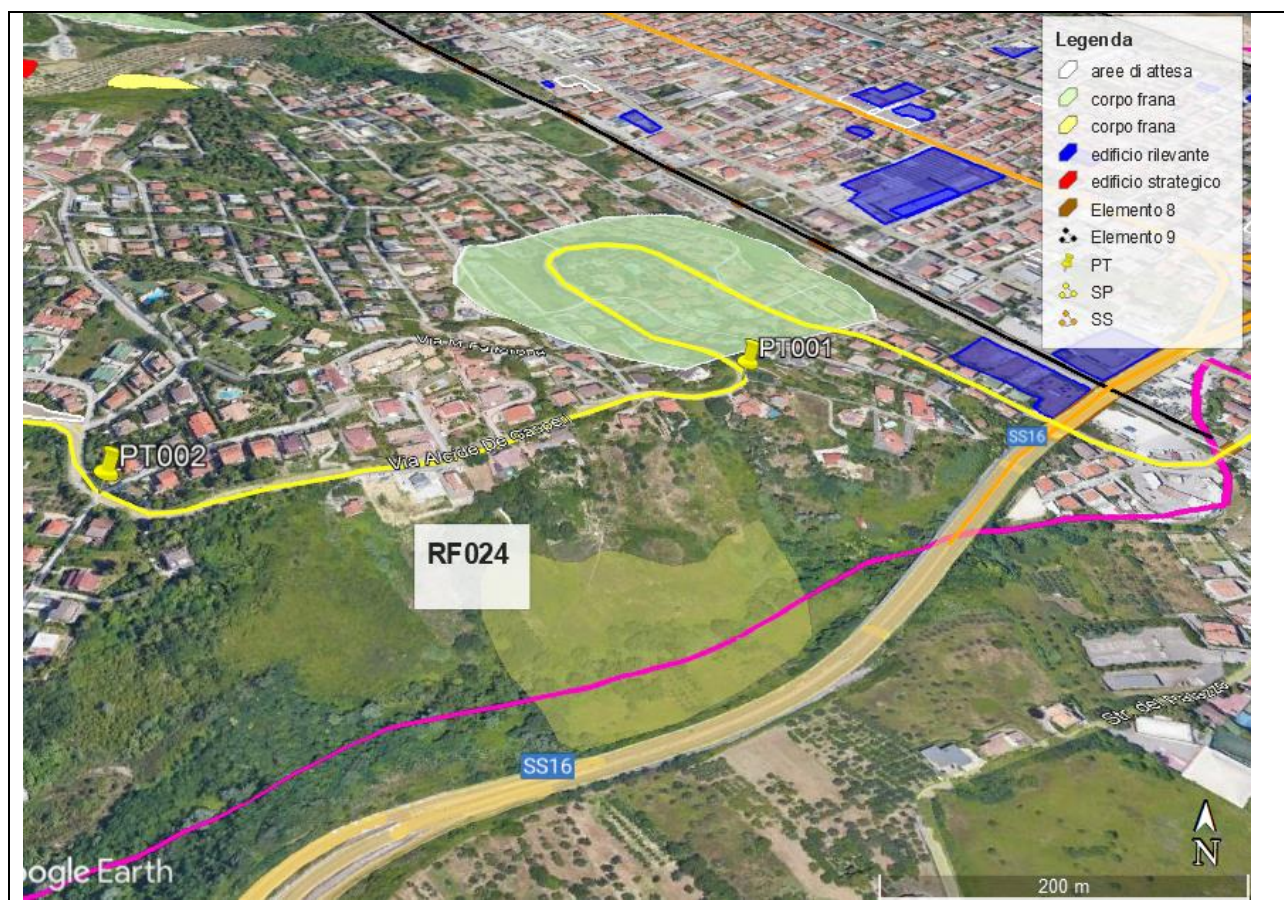 Legenda
aree di attesa
corpo frana
corpo frana
edificio rilevante
edificio strategico
Elemento 8
Elemento 9
PT
SP
SS
PT001
PT002
Via Alcide De Gasperi
SS16
RF024
SS16
oogle Earth
N
200 m